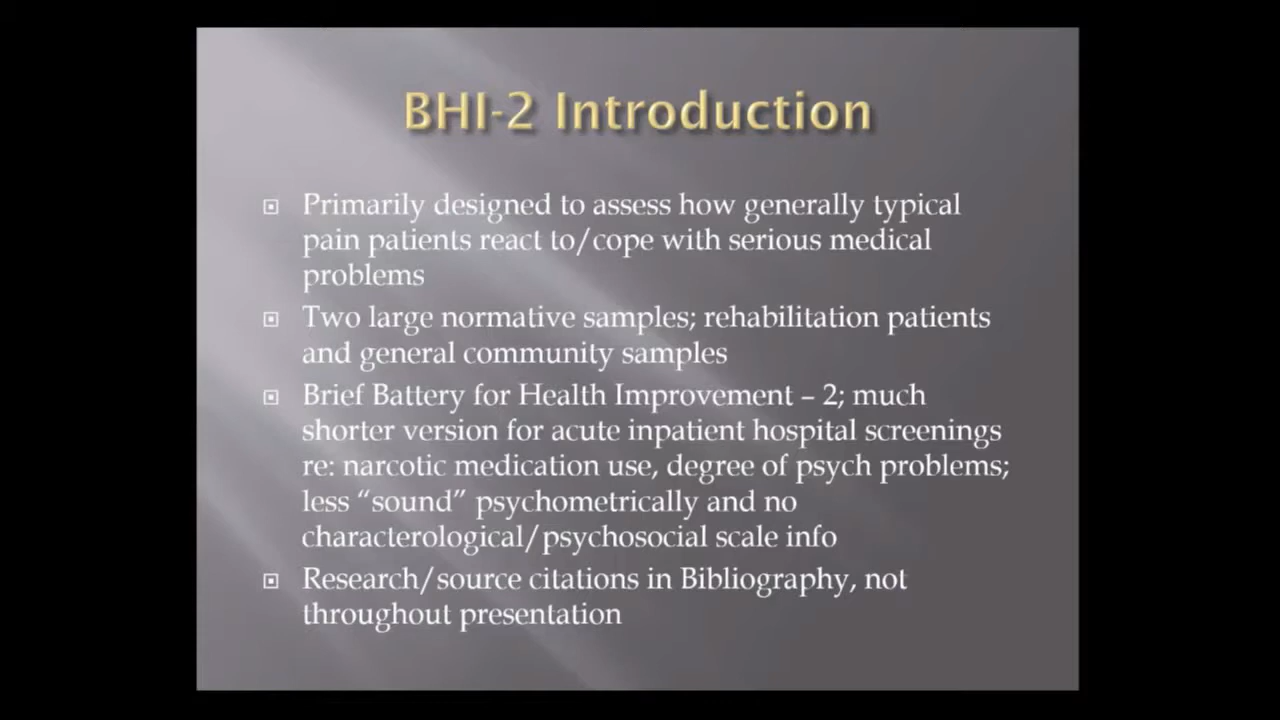 BHI-2 Introduction
Primarily designed to assess how generally typical
pain patients react to/cope with serious medical
problems
Two large normative samples; rehabilitation patients
and general community samples
Brief Battery for Health Improvement – 2; much
shorter version for acute inpatient hospital screenings
re: narcotic medication use, degree of psych problems;
less “sound” psychometrically and no
characterological/psychosocial scale info
Research/source citations in Bibliography, not
throughout presentation